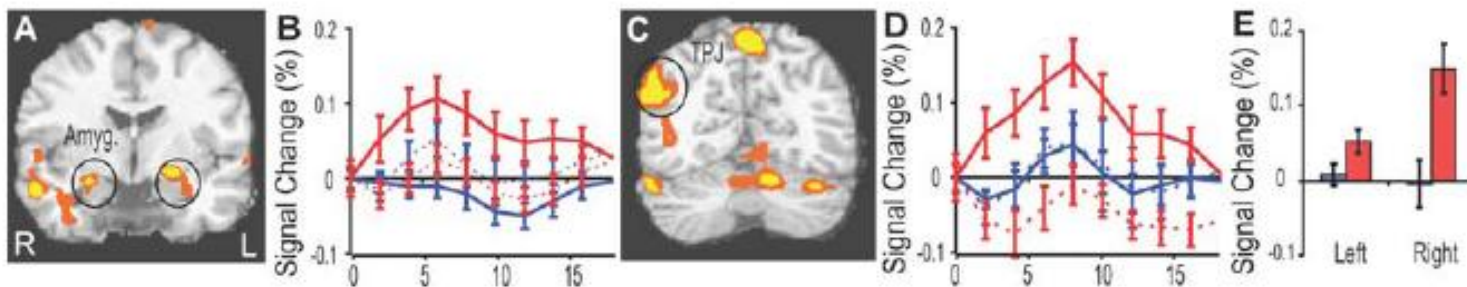 A
Amyg.
R
L
B
Signal Change (%)
0.2
0.1
0
-0.1
0
5
10
15
C
TPJ
D
Signal Change (%)
0.2
0.1
0
-0.1
0
5
10
15
E
Signal Change (%)
0.2
0.1
0
-0.1
Left
Right